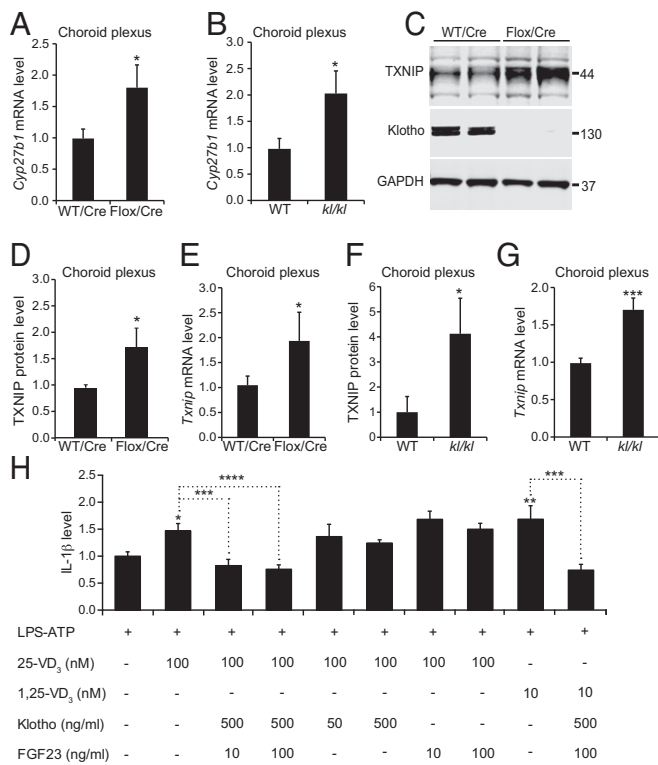 A
Choroid plexus
Cyp27b1 mRNA level
2.5
2.0
1.5
1.0
0.5
0.0
*
WT/Cre Flox/Cre
B
Choroid plexus
Cyp27b1 mRNA level
3.0
2.5
2.0
1.5
1.0
0.5
0.0
*
WT kl/kl
C
WT/Cre Flox/Cre
TXNIP 44
Klotho 130
GAPDH 37
D
Choroid plexus
TXNIP protein level
3.0
2.5
2.0
1.5
1.0
0.5
0.0
*
WT/Cre Flox/Cre
E
Choroid plexus
Txnip mRNA level
3.0
2.5
2.0
1.5
1.0
0.5
0.0
*
WT/Cre Flox/Cre
F
Choroid plexus
TXNIP protein level
6
5
4
3
2
1
0
*
WT kl/kl
G
Choroid plexus
Txnip mRNA level
2.0
1.5
1.0
0.5
0.0
***
WT kl/kl
H
IL-1β level
2.5
2.0
1.5
1.0
0.5
0.0
* *** **** ** ***
LPS-ATP + + + + + + + + + +
25-VD3 (nM) - 100 100 100 100 100 100 100 - -
1,25-VD3 (nM) - - - - - - - - 10 10
Klotho (ng/ml) - - 500 500 50 500 - - - 500
FGF23 (ng/ml) - - 10 100 - - 10 100 - 100